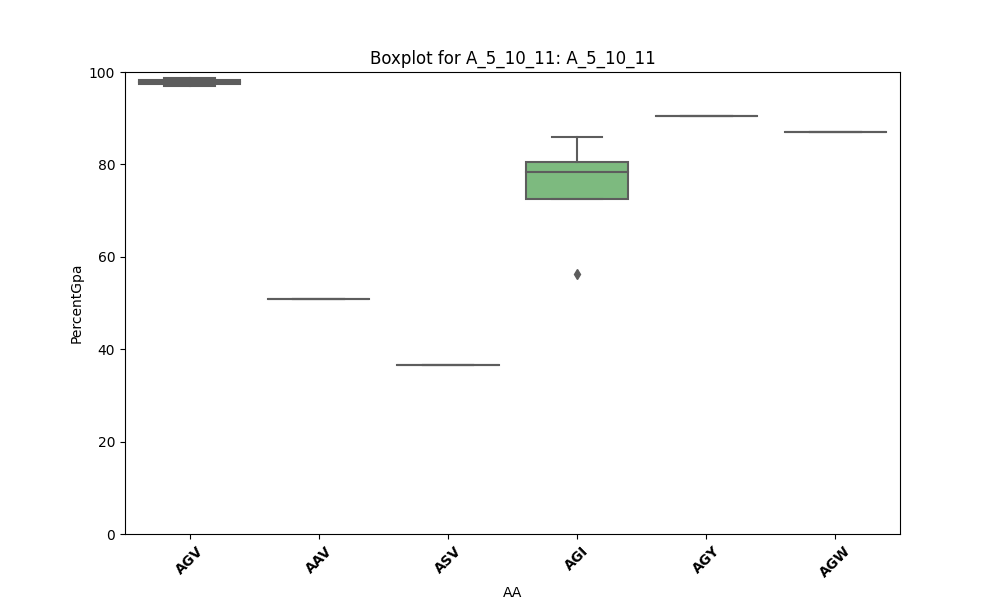 Boxplot for A_5_10_11: A_5_10_11
100
80
60
40
20
0
PercentGpa
AGV
AAV
ASV
AGI
AGY
AGW
AA